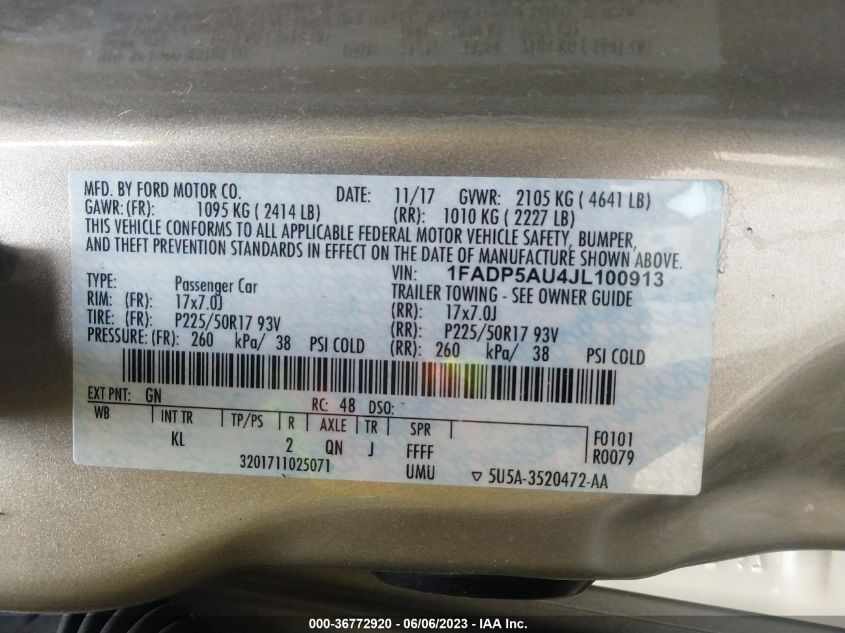 MFD. BY FORD MOTOR CO. DATE: 11/17 GVWR: 2105 KG ( 4641 LB)
GAWR: (FR): 1095 KG ( 2414 LB) (RR): 1010 KG ( 2227 LB)
THIS VEHICLE CONFORMS TO ALL APPLICABLE FEDERAL MOTOR VEHICLE SAFETY, BUMPER,
AND THEFT PREVENTION STANDARDS IN EFFECT ON THE DATE OF MANUFACTURE SHOWN ABOVE.
VIN: 1FADP5AU4JL100913
TYPE: Passenger Car TRAILER TOWING - SEE OWNER GUIDE
RIM: (FR): 17x7.0J (RR): 17x7.0J
TIRE: (FR): P225/50R17 93V (RR): P225/50R17 93V
PRESSURE: (FR): 260 kPa/ 38 PSI COLD (RR): 260 kPa/ 38 PSI COLD
EXT PNT: GN RC: 48 DSO:
WB INT TR TP/PS R AXLE TR SPR F0101
KL 2 QN J FFFF R0079
3201711025071 UMU ▽ 5U5A-3520472-AA
000-36772920 - 06/06/2023 - IAA Inc.